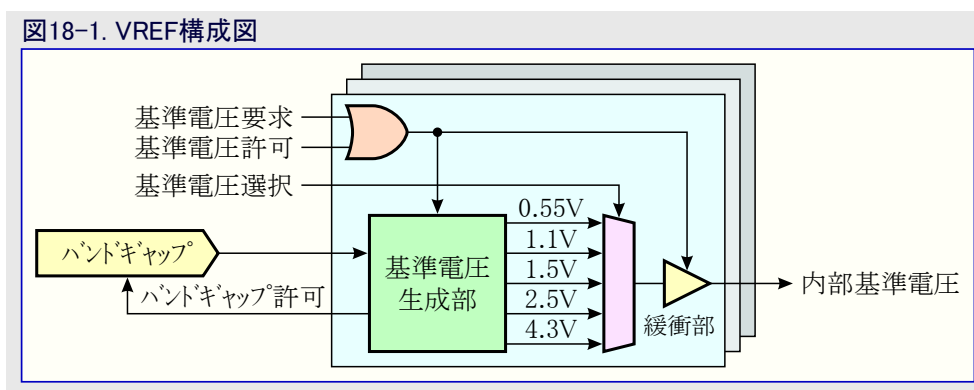 図18-1. VREF構成図
基準電圧要求
基準電圧許可
基準電圧選択
バンドギャップ
バンドギャップ許可
基準電圧
生成部
0.55V
1.1V
1.5V
2.5V
4.3V
緩衝部
内部基準電圧